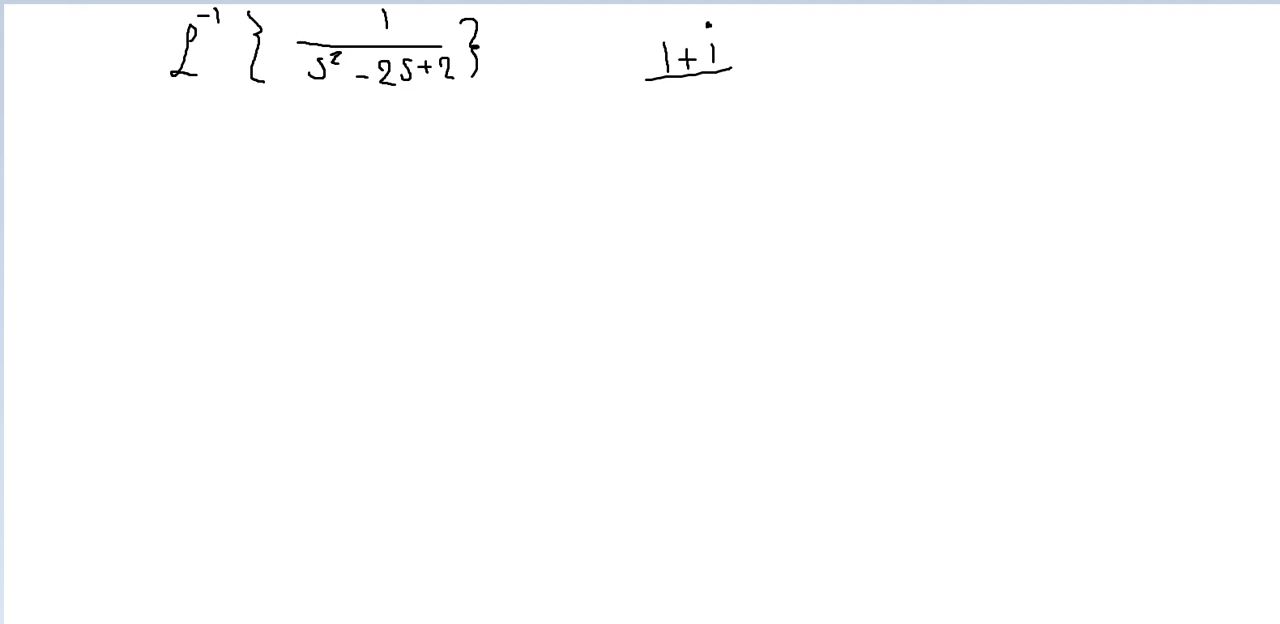 ℒ⁻¹ { 1 / (s² - 2s + 2) }    1 + i